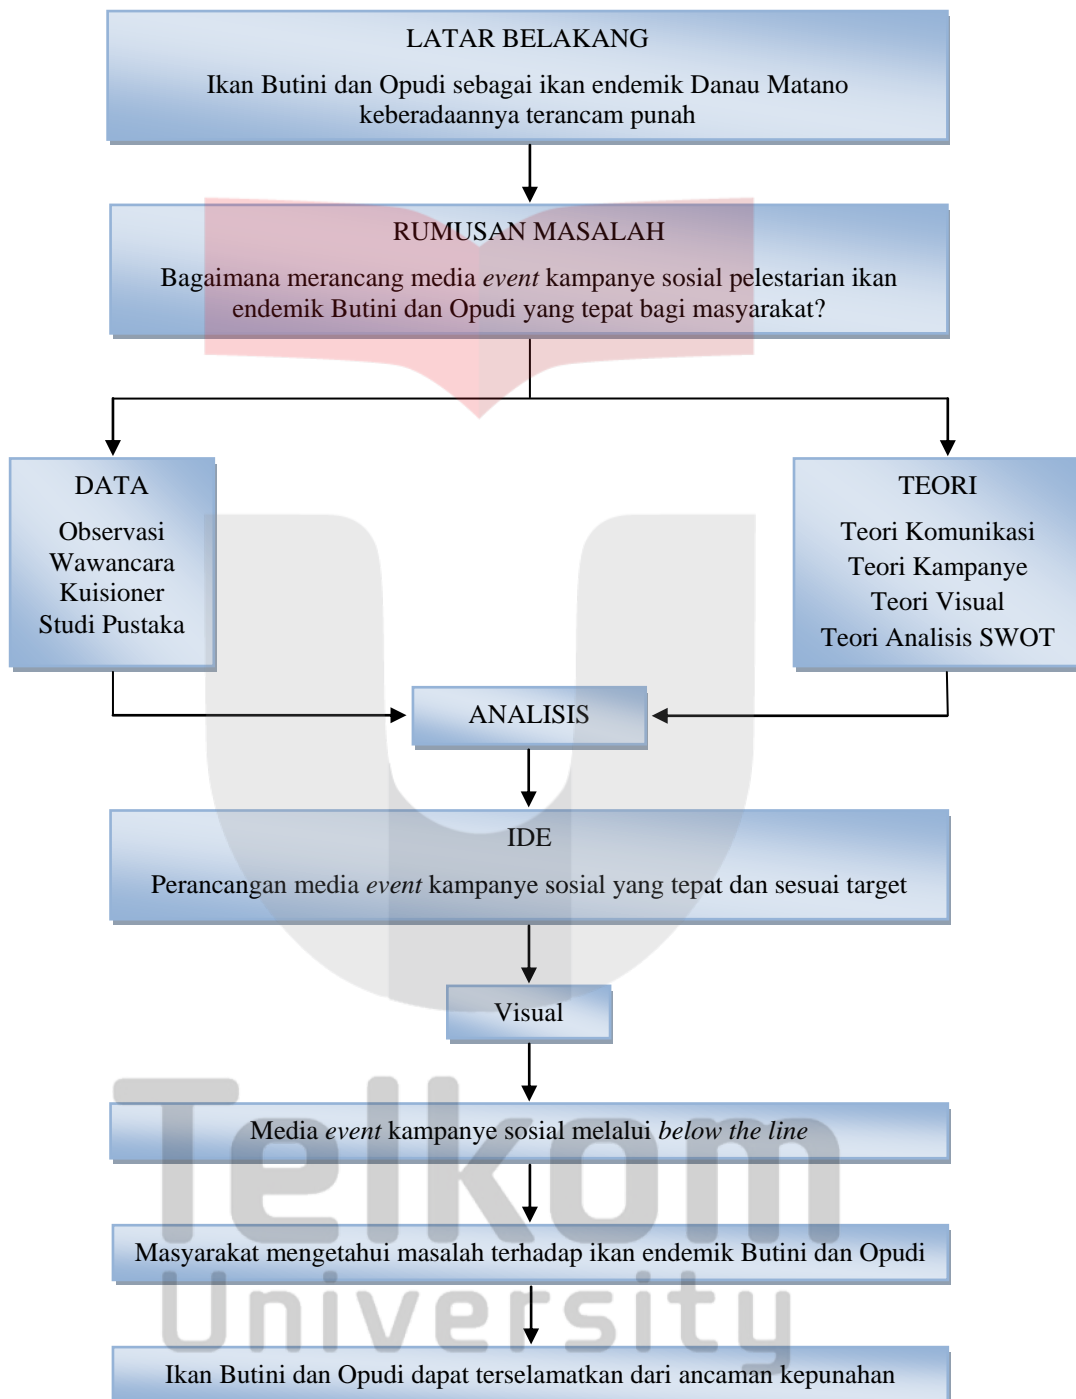 LATAR BELAKANG
Ikan Butini dan Opudi sebagai ikan endemik Danau Matano
keberadaannya terancam punah
RUMUSAN MASALAH
Bagaimana merancang media event kampanye sosial pelestarian ikan
endemik Butini dan Opudi yang tepat bagi masyarakat?
DATA
Observasi
Wawancara
Kuisioner
Studi Pustaka
TEORI
Teori Komunikasi
Teori Kampanye
Teori Visual
Teori Analisis SWOT
ANALISIS
IDE
Perancangan media event kampanye sosial yang tepat dan sesuai target
Visual
Media event kampanye sosial melalui below the line
Telkom
Masyarakat mengetahui masalah terhadap ikan endemik Butini dan Opudi
University
Ikan Butini dan Opudi dapat terselamatkan dari ancaman kepunahan